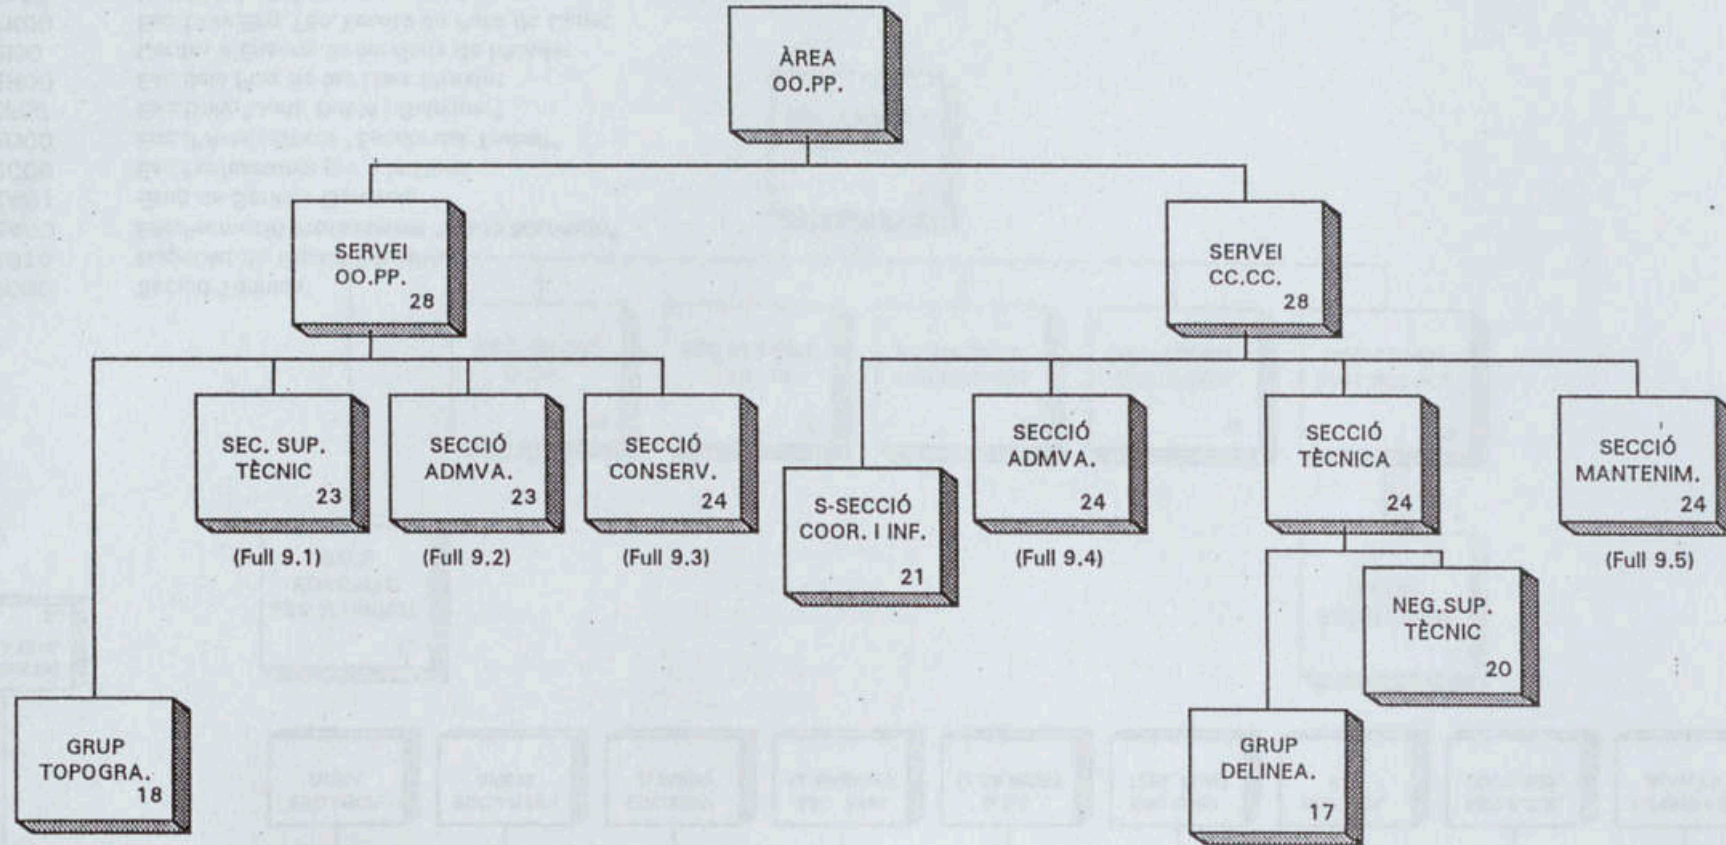 ÀREA
OO.PP.
SERVEI
OO.PP.
28
SERVEI
CC.CC.
28
SEC. SUP.
TÈCNIC
23
(Full 9.1)
SECCIÓ
ADMVA.
23
(Full 9.2)
SECCIÓ
CONSERV.
24
(Full 9.3)
S-SECCIÓ
COOR. I INF.
21
SECCIÓ
ADMVA.
24
(Full 9.4)
SECCIÓ
TÈCNICA
24
SECCIÓ
MANTENIM.
24
(Full 9.5)
NEG.SUP.
TÈCNIC
20
GRUP
TOPOGRA.
18
GRUP
DELINEA.
17